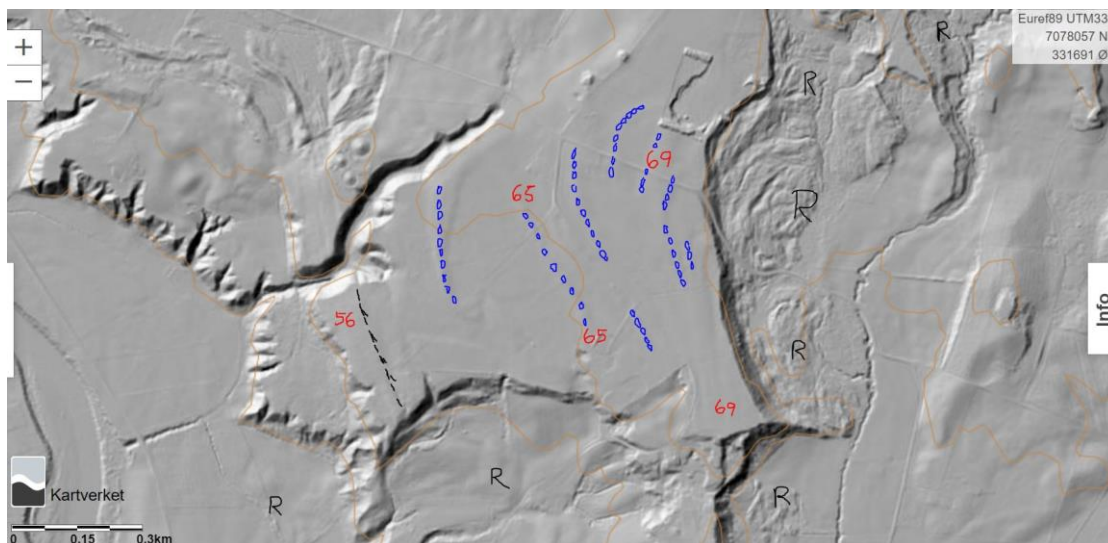 +
−
Euref89 UTM33
7078057 N
331691 Ø
R
R
69
65
R
56
65
R
69
R
R
R
Info
Kartverket
0 0.15 0.3km